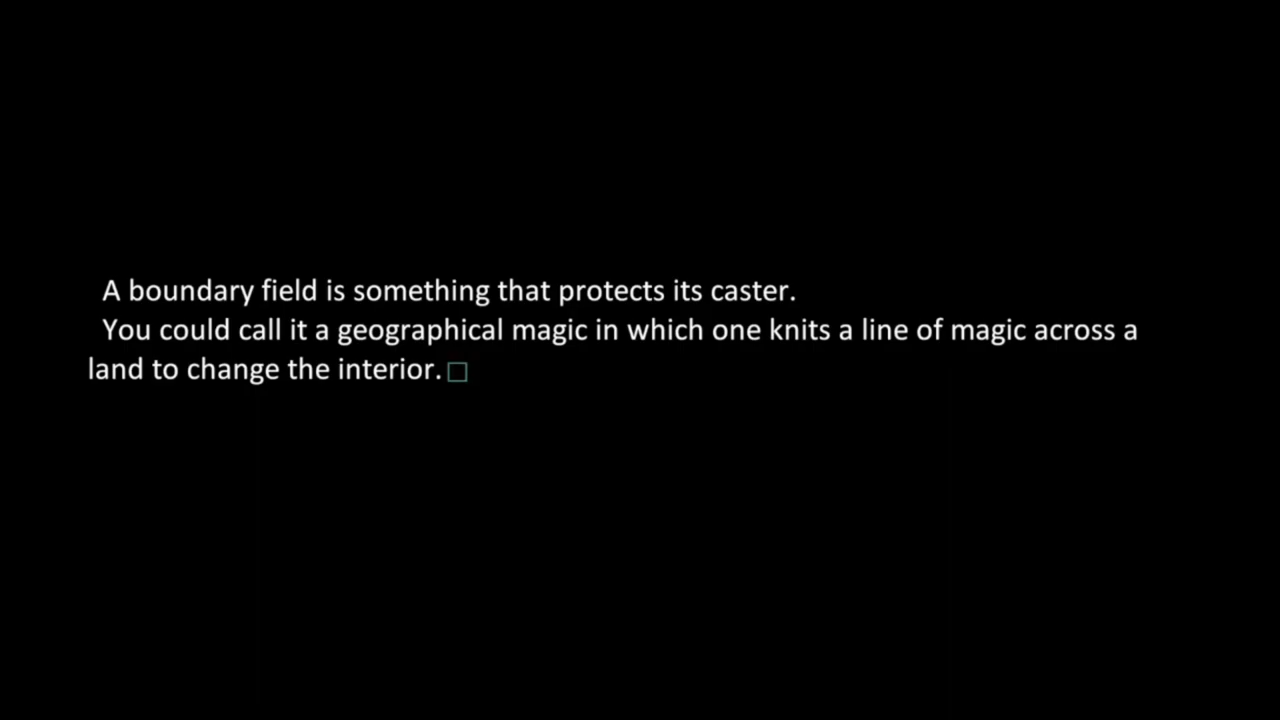 A boundary field is something that protects its caster.
You could call it a geographical magic in which one knits a line of magic across a
land to change the interior.